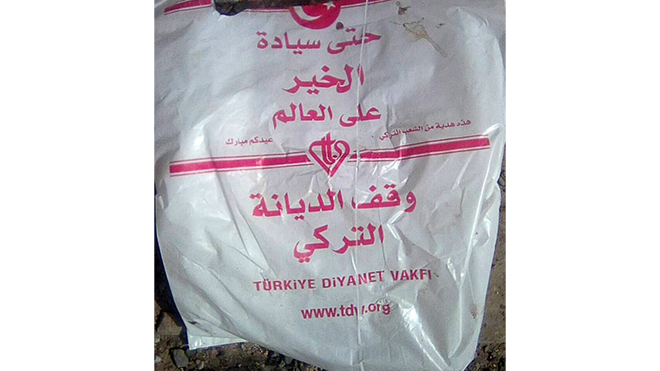 حتى سيادة
الخير
على العالم
هذه هدية من الشعب التركي
عيدكم مبارك
وقف الديانة
التركي
TÜRKİYE DİYANET VAKFI
www.tdv.org